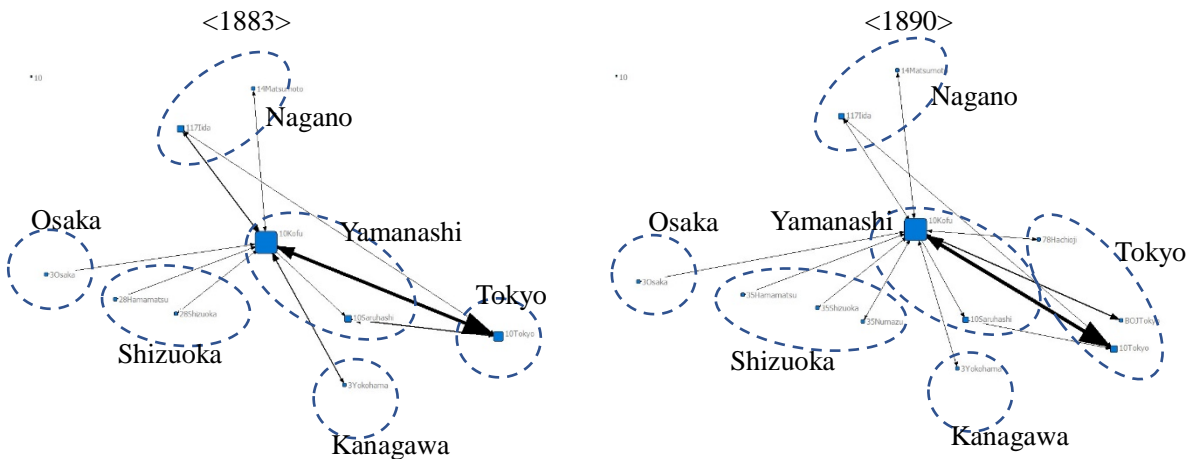 <1883>
10
14Matsumoto
Nagano
117Iida
Osaka
10Kofu
Yamanashi
3Osaka
28Hamamatsu
28Shizuoka
10Saruhashi
Tokyo
10Tokyo
Shizuoka
3Yokohama
Kanagawa
<1890>
10
14Matsumoto
Nagano
117Iida
Osaka
Yamanashi
10Kofu
78Hachioji
Tokyo
3Osaka
35Hamamatsu
35Shizuoka
35Numazu
10Saruhashi
BOJTokyo
10Tokyo
Shizuoka
3Yokohama
Kanagawa